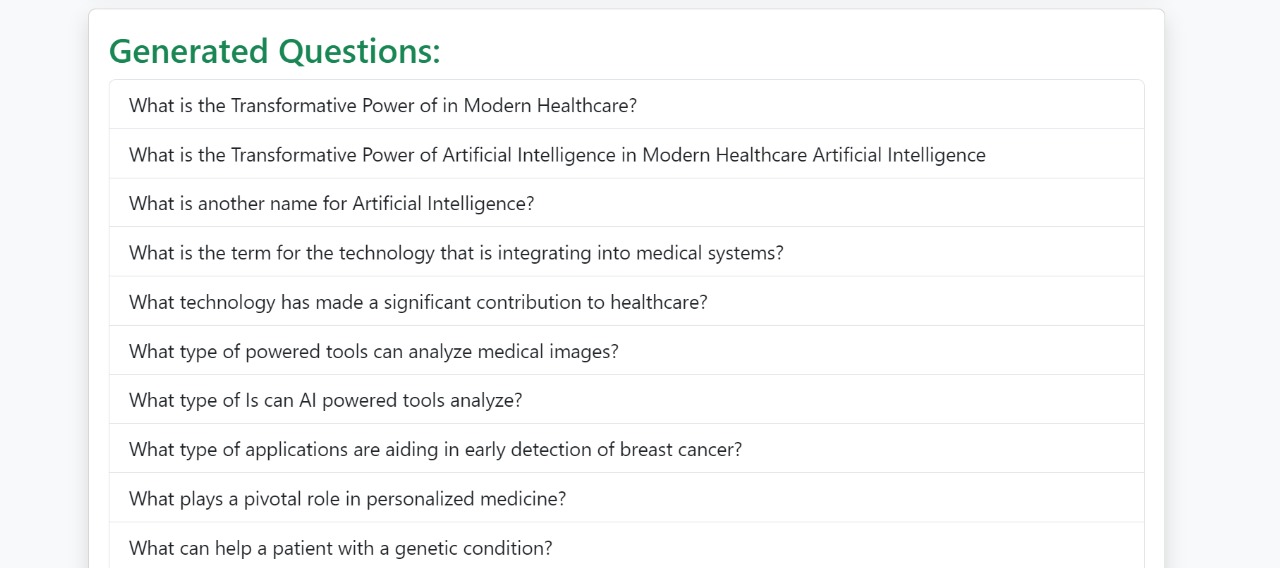 Generated Questions:
What is the Transformative Power of in Modern Healthcare?
What is the Transformative Power of Artificial Intelligence in Modern Healthcare Artificial Intelligence
What is another name for Artificial Intelligence?
What is the term for the technology that is integrating into medical systems?
What technology has made a significant contribution to healthcare?
What type of powered tools can analyze medical images?
What type of Is can AI powered tools analyze?
What type of applications are aiding in early detection of breast cancer?
What plays a pivotal role in personalized medicine?
What can help a patient with a genetic condition?